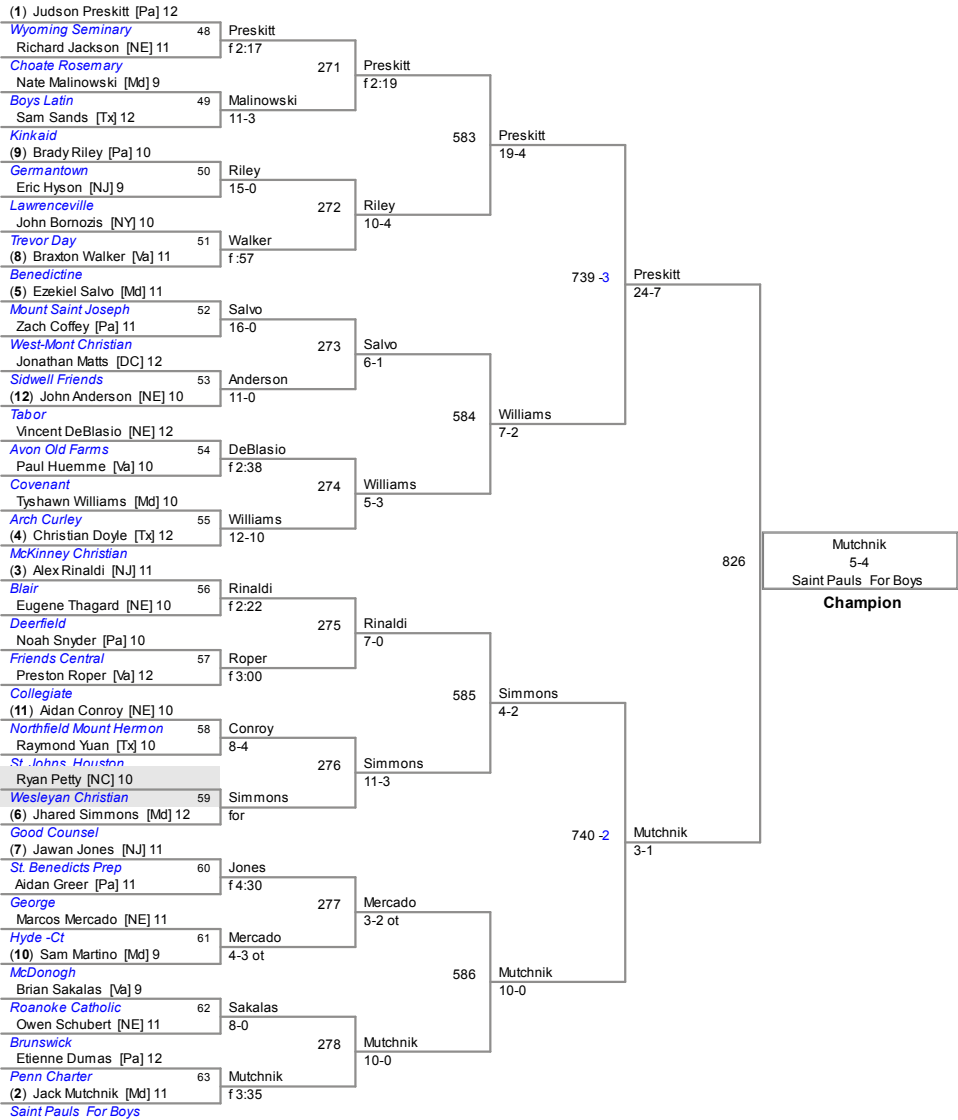 (1) Judson Preskitt [Pa] 12
Wyoming Seminary 48 Preskitt
Richard Jackson [NE] 11 f 2:17
Choate Rosemary 271 Preskitt
Nate Malinowski [Md] 9 f 2:19
Boys Latin 49 Malinowski
Sam Sands [Tx] 12 11-3
Kinkaid 583 Preskitt
(9) Brady Riley [Pa] 10 19-4
Germantown 50 Riley
Eric Hyson [NJ] 9 15-0
Lawrenceville 272 Riley
John Bornozis [NY] 10 10-4
Trevor Day 51 Walker
(8) Braxton Walker [Va] 11 f :57
Benedictine 739 -3 Preskitt
(5) Ezekiel Salvo [Md] 11 24-7
Mount Saint Joseph 52 Salvo
Zach Coffey [Pa] 11 16-0
West-Mont Christian 273 Salvo
Jonathan Matts [DC] 12 6-1
Sidwell Friends 53 Anderson
(12) John Anderson [NE] 10 11-0
Tabor 584 Williams
Vincent DeBlasio [NE] 12 7-2
Avon Old Farms 54 DeBlasio
Paul Huemme [Va] 10 f 2:38
Covenant 274 Williams
Tyshawn Williams [Md] 10 5-3
Arch Curley 55 Williams
(4) Christian Doyle [Tx] 12 12-10
Mutchnik
McKinney Christian 826 5-4
(3) Alex Rinaldi [NJ] 11 Saint Pauls For Boys
Blair 56 Rinaldi Champion
Eugene Thagard [NE] 10 f 2:22
Deerfield 275 Rinaldi
Noah Snyder [Pa] 10 7-0
Friends Central 57 Roper
Preston Roper [Va] 12 f 3:00
Collegiate 585 Simmons
(11) Aidan Conroy [NE] 10 4-2
Northfield Mount Hermon 58 Conroy
Raymond Yuan [Tx] 10 8-4
St. Johns, Houston 276 Simmons
Ryan Petty [NC] 10 11-3
Wesleyan Christian 59 Simmons
(6) Jhared Simmons [Md] 12 for
Good Counsel 740 -2 Mutchnik
(7) Jawan Jones [NJ] 11 3-1
St. Benedicts Prep 60 Jones
Aidan Greer [Pa] 11 f 4:30
George 277 Mercado
Marcos Mercado [NE] 11 3-2 ot
Hyde -Ct 61 Mercado
(10) Sam Martino [Md] 9 4-3 ot
McDonogh 586 Mutchnik
Brian Sakalas [Va] 9 10-0
Roanoke Catholic 62 Sakalas
Owen Schubert [NE] 11 8-0
Brunswick 278 Mutchnik
Etienne Dumas [Pa] 12 10-0
Penn Charter 63 Mutchnik
(2) Jack Mutchnik [Md] 11 f 3:35
Saint Pauls For Boys